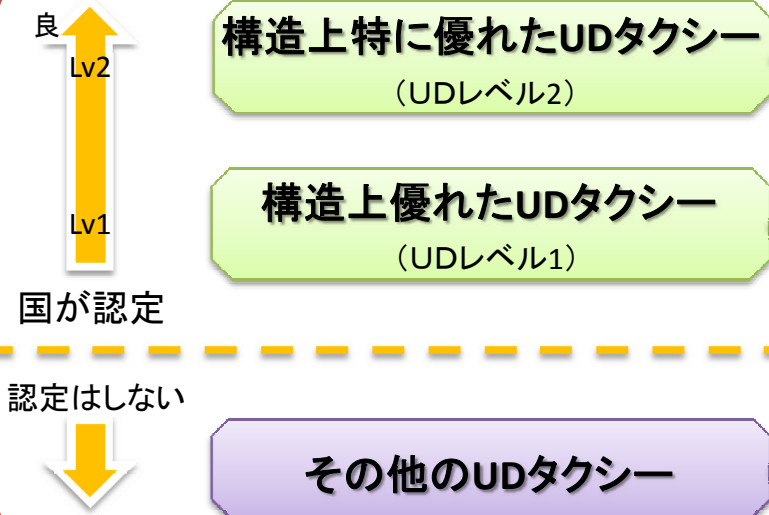 良
Lv2
構造上特に優れたUDタクシー
（UDレベル2）
Lv1
構造上優れたUDタクシー
（UDレベル1）
国が認定
認定はしない
その他のUDタクシー